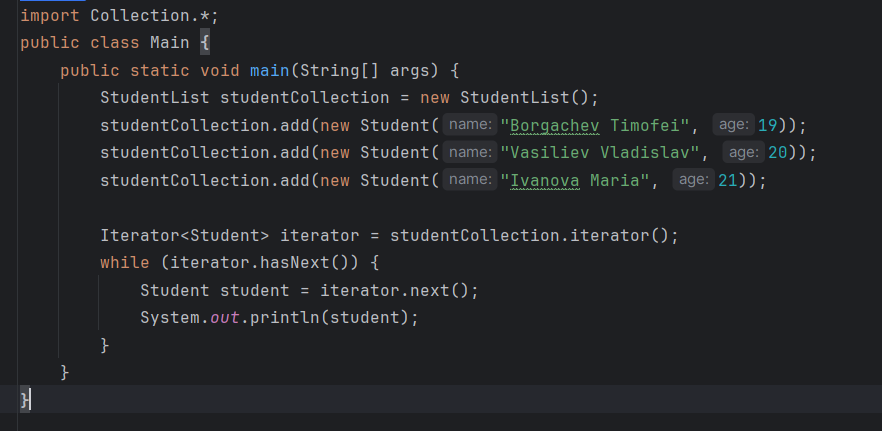 import Collection.*;
public class Main {
    public static void main(String[] args) {
        StudentList studentCollection = new StudentList();
        studentCollection.add(new Student( name: "Borgachev Timofei", age: 19));
        studentCollection.add(new Student( name: "Vasiliev Vladislav", age: 20));
        studentCollection.add(new Student( name: "Ivanova Maria", age: 21));

        Iterator<Student> iterator = studentCollection.iterator();
        while (iterator.hasNext()) {
            Student student = iterator.next();
            System.out.println(student);
        }
    }
}